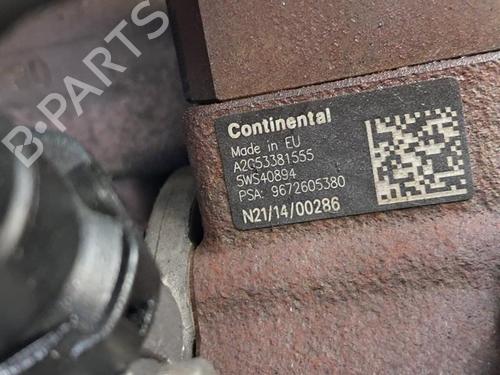 B-PARTS
Continental
Made in EU
A2C53381555
5WS40894
PSA: 9672605380
N21/14/00286